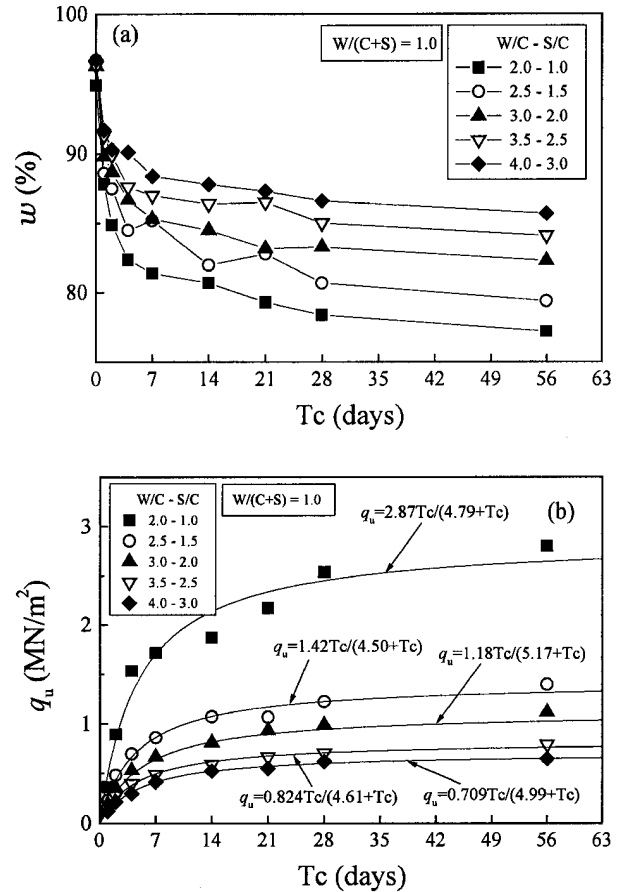 (a)
W/(C+S) = 1.0
W/C - S/C
2.0 - 1.0
2.5 - 1.5
3.0 - 2.0
3.5 - 2.5
4.0 - 3.0
100
90
80
w (%)
0 7 14 21 28 35 42 49 56 63
Tc (days)
W/C - S/C
2.0 - 1.0
2.5 - 1.5
3.0 - 2.0
3.5 - 2.5
4.0 - 3.0
W/(C+S) = 1.0
(b)
qu=2.87Tc/(4.79+Tc)
qu=1.42Tc/(4.50+Tc)
qu=1.18Tc/(5.17+Tc)
qu=0.824Tc/(4.61+Tc)
qu=0.709Tc/(4.99+Tc)
3
2
1
0
qu (MN/m²)
0 7 14 21 28 35 42 49 56 63
Tc (days)